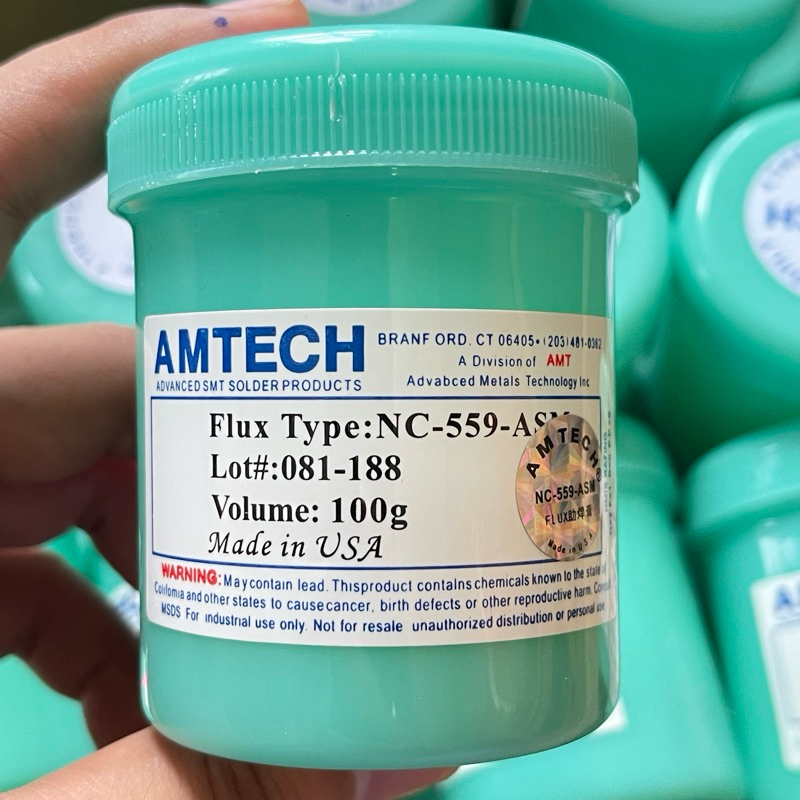 AMTECH
ADVANCED SMT SOLDER PRODUCTS
BRANF ORD. CT 06405• (203) 481-0362
A Division of AMT
Advabced Metals Technology Inc
Flux Type:NC-559-ASM
Lot#:081-188
Volume: 100g
Made in USA
AMTECH®
NC-559-ASM
FLUX助焊膏
Made in USA
WARNING: May contain lead. Thisproduct contains chemicals known to the state of
California and other states to cause cancer, birth defects or other reproductive harm.
MSDS For industrial use only. Not for resale unauthorized distribution or personal use